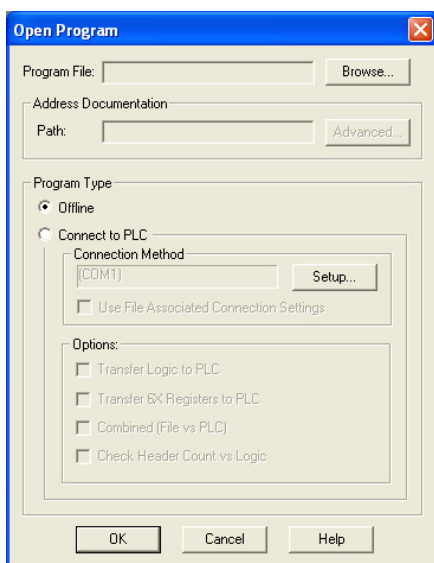 Open Program
Program File: Browse...
Address Documentation
Path: Advanced...
Program Type
Offline
Connect to PLC
Connection Method
(COM1) Setup...
Use File Associated Connection Settings
Options:
Transfer Logic to PLC
Transfer 6X Registers to PLC
Combined (File vs PLC)
Check Header Count vs Logic
OK Cancel Help